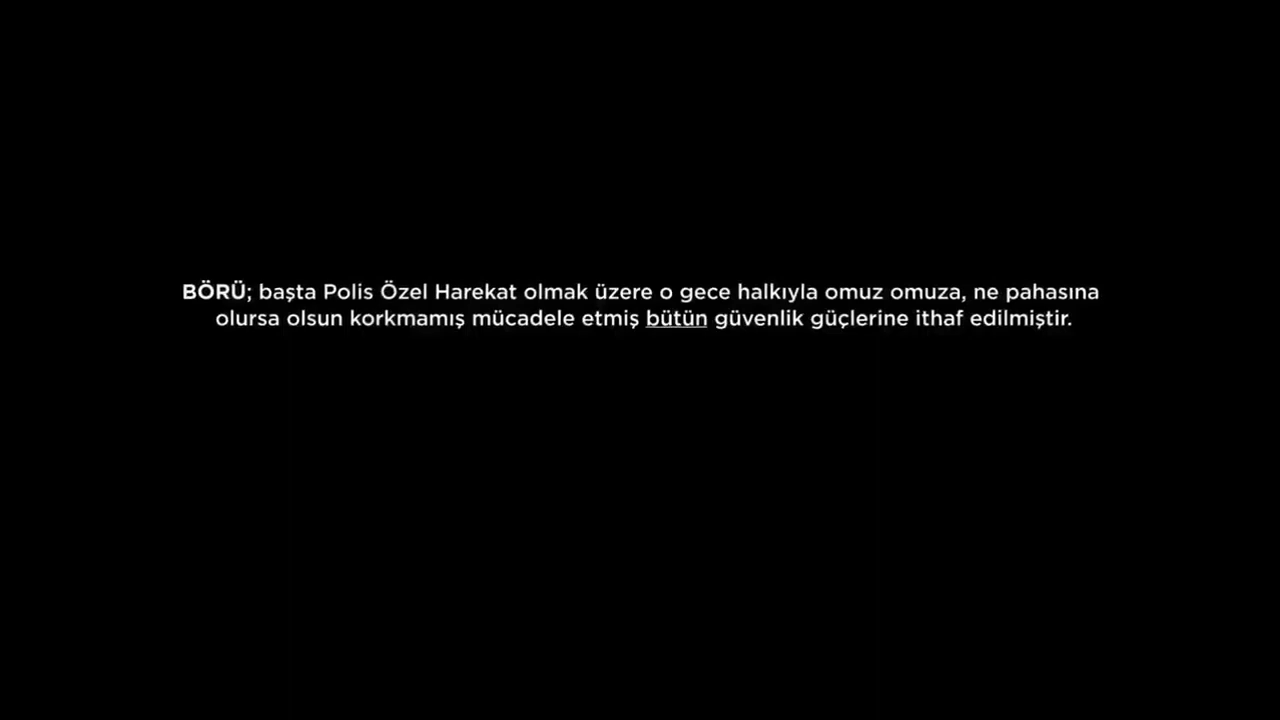 BÖRÜ; başta Polis Özel Harekat olmak üzere o gece halkıyla omuz omuza, ne pahasına
olursa olsun korkmamış mücadele etmiş bütün güvenlik güçlerine ithaf edilmiştir.